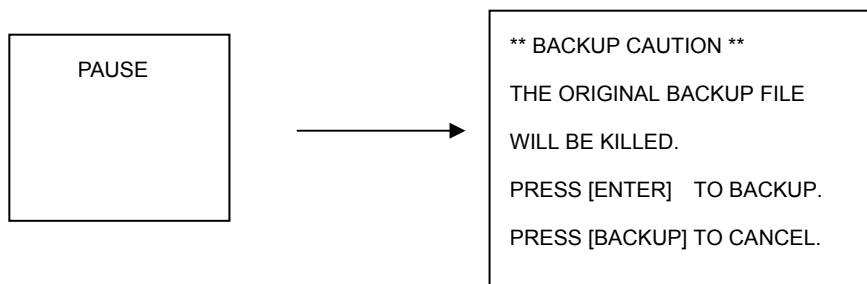 PAUSE
** BACKUP CAUTION **
THE ORIGINAL BACKUP FILE
WILL BE KILLED.
PRESS [ENTER] TO BACKUP.
PRESS [BACKUP] TO CANCEL.